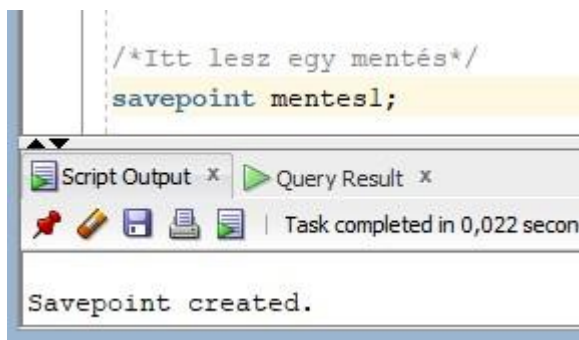 /*Itt lesz egy mentés*/
savepoint mentes1;
Script Output x Query Result x
Task completed in 0,022 secon
Savepoint created.